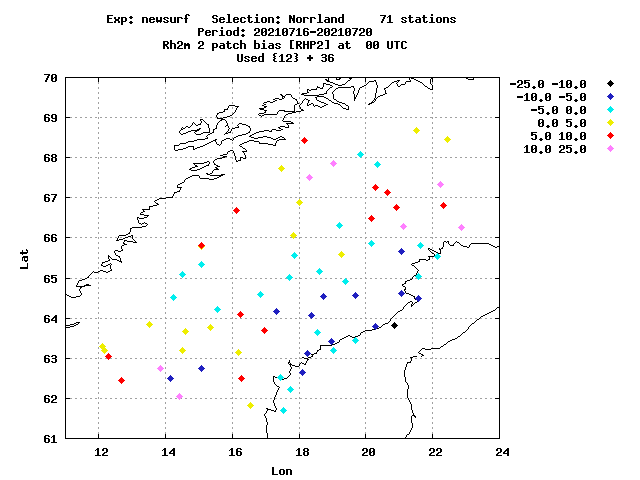 Exp: newsurf Selection: Norrland 71 stations
Period: 20210716-20210720
Rh2m 2 patch bias [RHP2] at 00 UTC
Used {12} + 36
-25.0 -10.0
-10.0 -5.0
-5.0 0.0
0.0 5.0
5.0 10.0
10.0 25.0
70
69
68
67
66
65
64
63
62
61
Lat
12 14 16 18 20 22 24
Lon